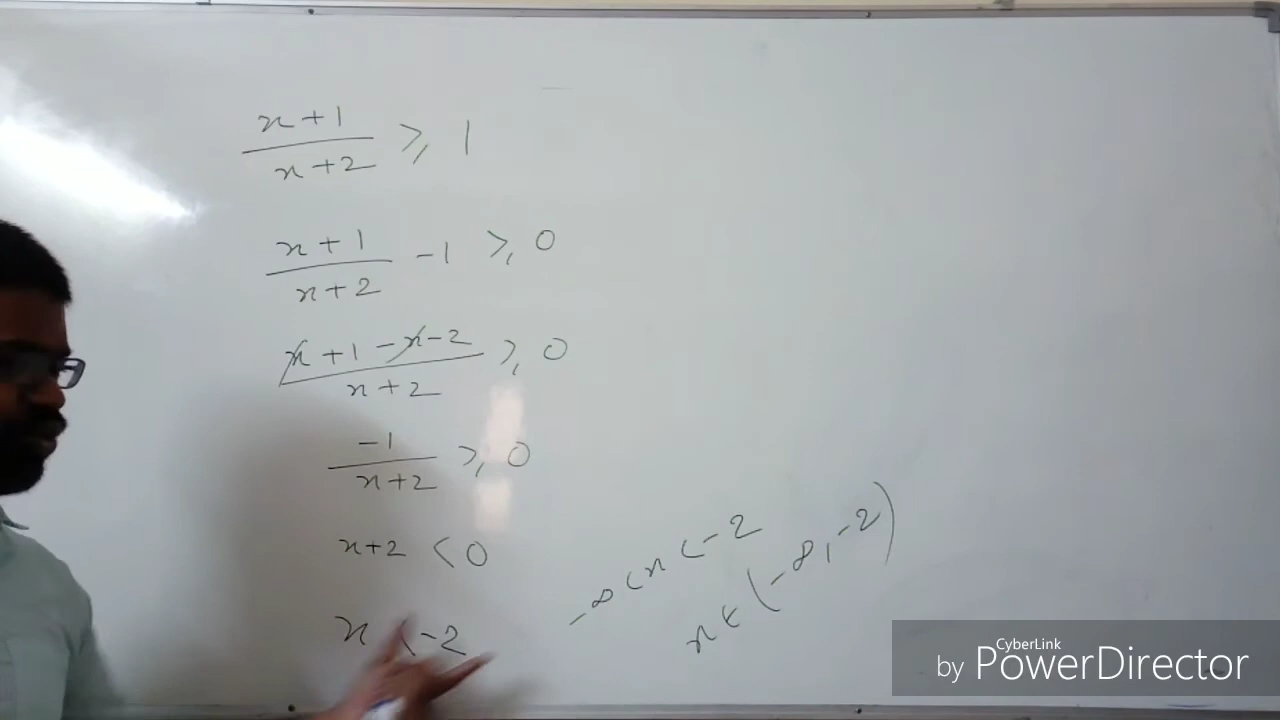 x+1/x+2 ≥ 1
x+1/x+2 -1 ≥ 0
x+1-x-2/x+2 ≥ 0
-1/x+2 ≥ 0
x+2 < 0
x < -2
-∞ < x < -2
x ∈ (-∞, -2)
CyberLink
by PowerDirector